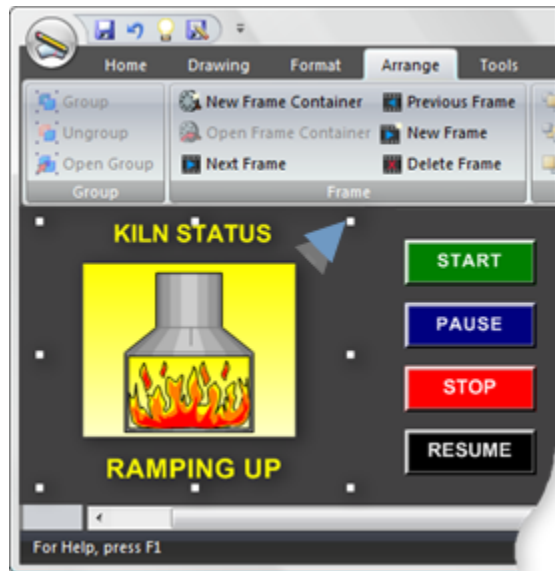 Home Drawing Format Arrange Tools
Group New Frame Container Previous Frame
Ungroup Open Frame Container New Frame
Open Group Next Frame Delete Frame
Group Frame
KILN STATUS
START
PAUSE
STOP
RESUME
RAMPING UP
For Help, press F1